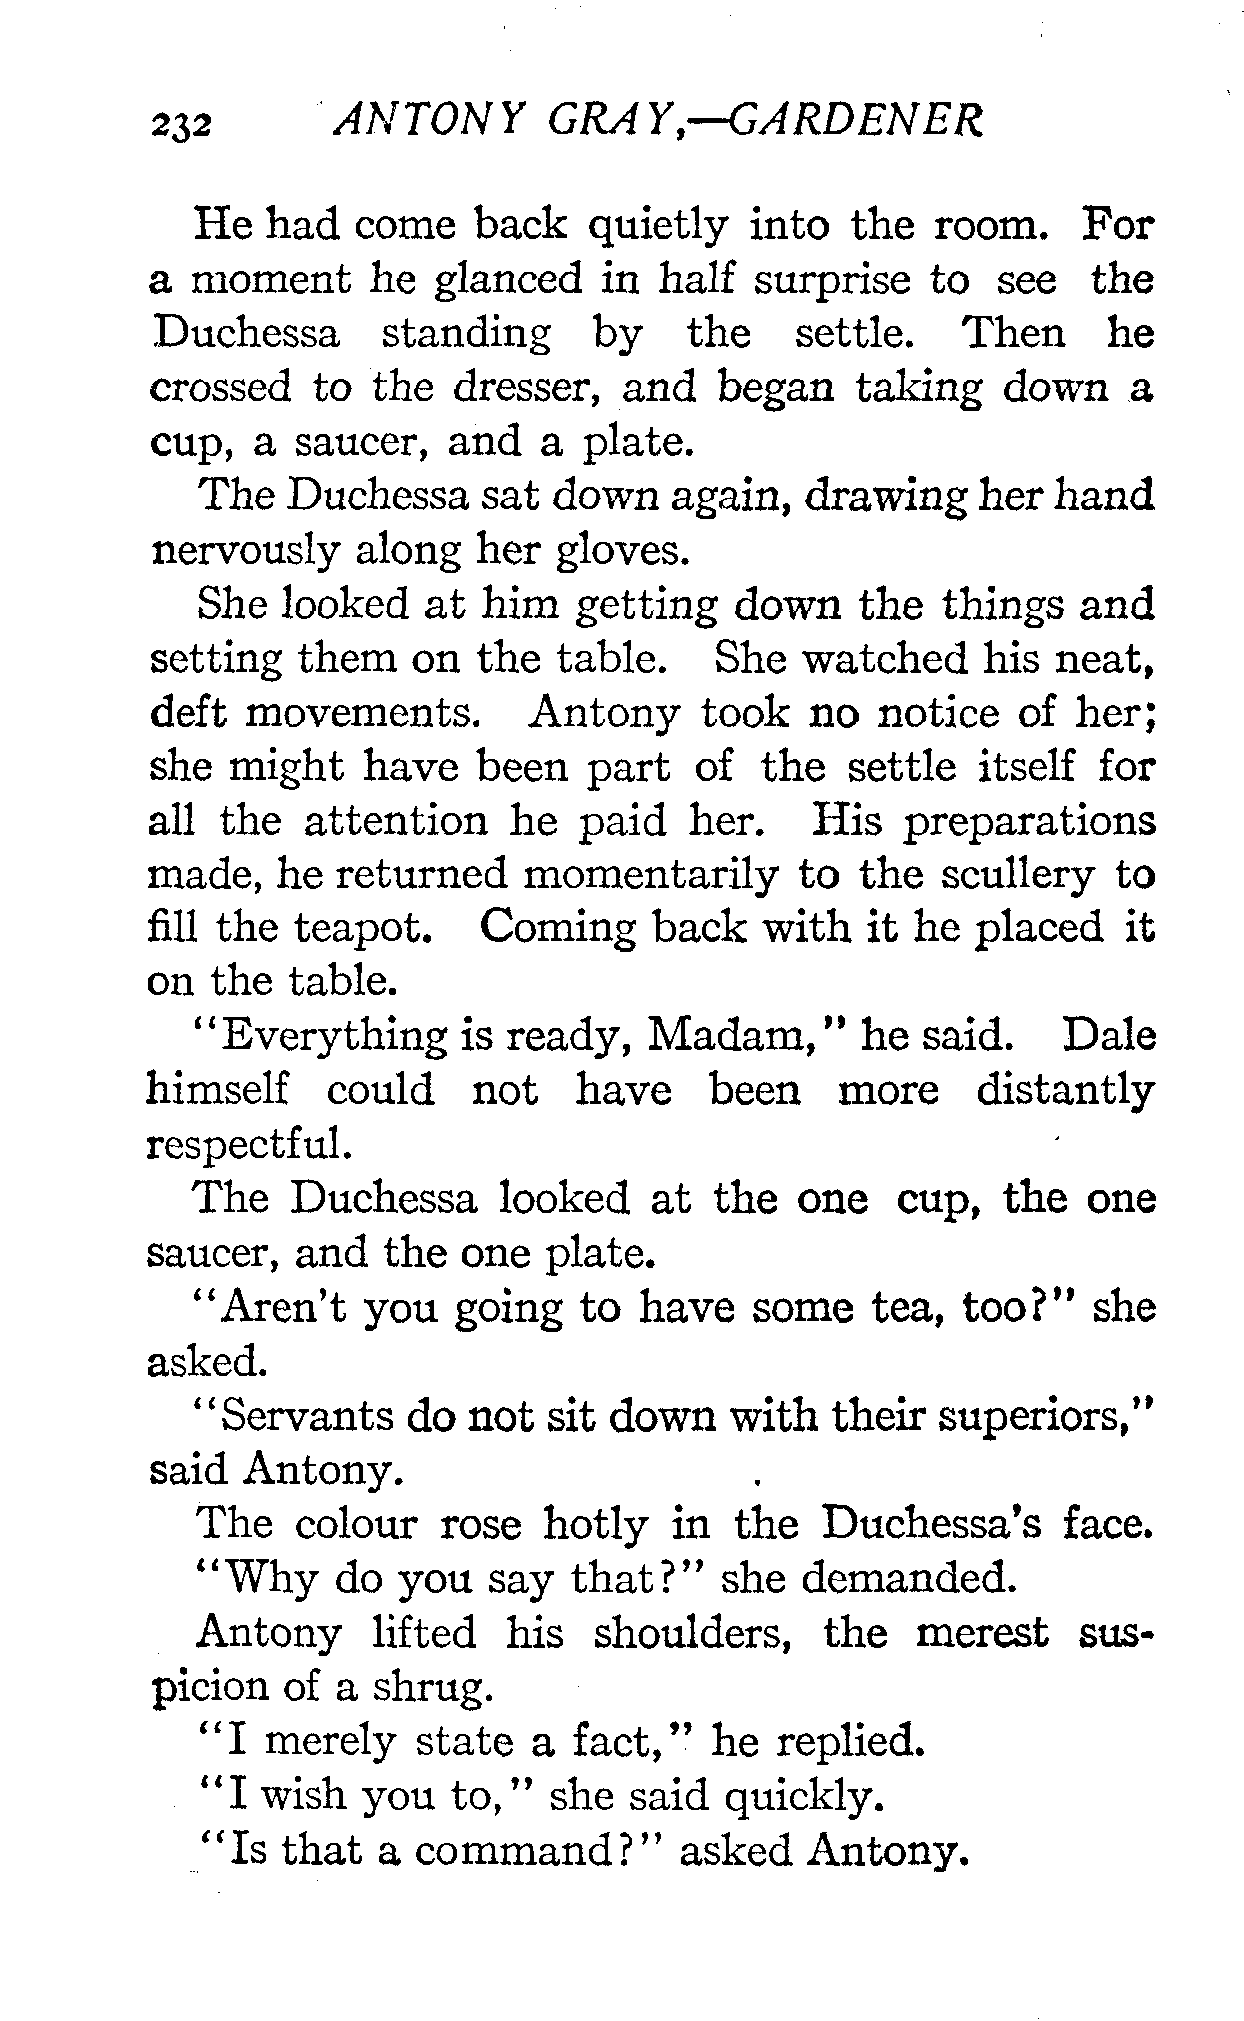 232 ANTONY GRAY,—GARDENER
He had come back quietly into the room. For
a moment he glanced in half surprise to see the
Duchessa standing by the settle. Then he
crossed to the dresser, and began taking down a
cup, a saucer, and a plate.
The Duchessa sat down again, drawing her hand
nervously along her gloves.
She looked at him getting down the things and
setting them on the table. She watched his neat,
deft movements. Antony took no notice of her;
she might have been part of the settle itself for
all the attention he paid her. His preparations
made, he returned momentarily to the scullery to
fill the teapot. Coming back with it he placed it
on the table.
"Everything is ready, Madam," he said. Dale
himself could not have been more distantly
respectful.
The Duchessa looked at the one cup, the one
saucer, and the one plate.
"Aren't you going to have some tea, too?" she
asked.
"Servants do not sit down with their superiors,"
said Antony.
The colour rose hotly in the Duchessa's face.
"Why do you say that?" she demanded.
Antony lifted his shoulders, the merest sus-
picion of a shrug.
"I merely state a fact," he replied.
"I wish you to," she said quickly.
"Is that a command?" asked Antony.